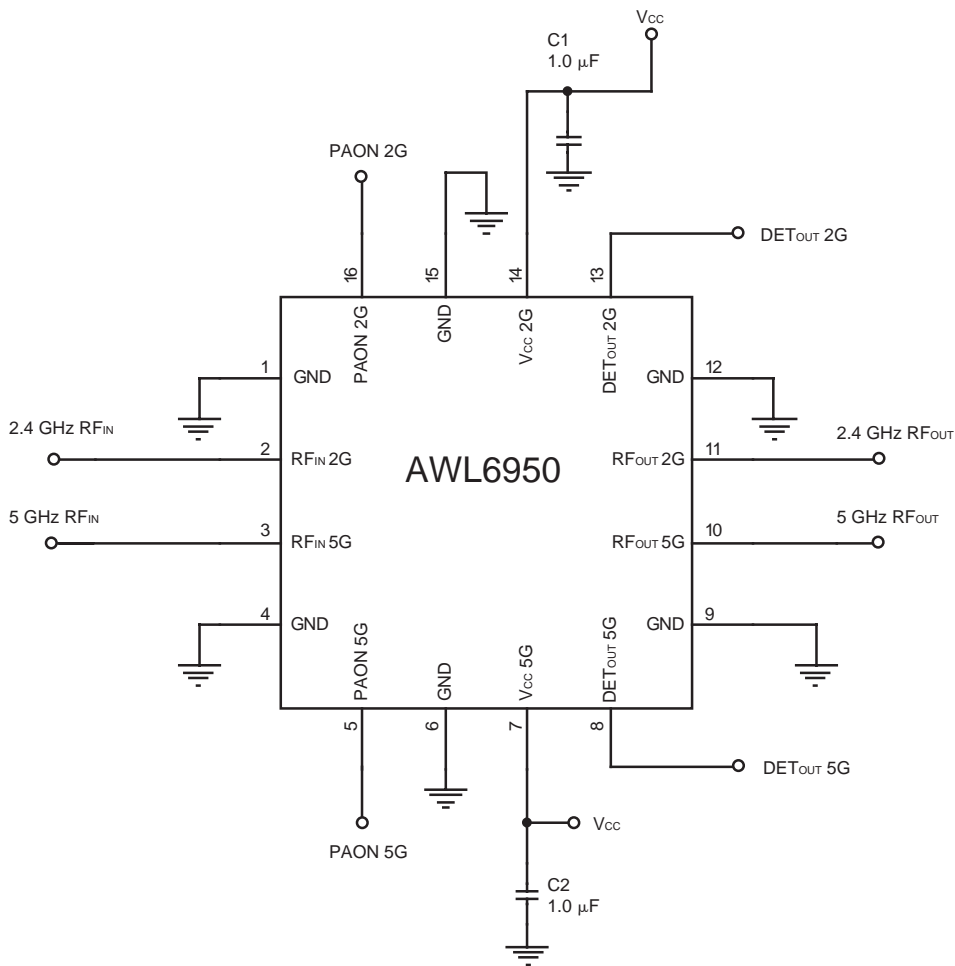 VCC
C1
1.0 μF
PAON 2G
DETOUT 2G
16
15
14
13
PAON 2G
GND
VCC 2G
DETOUT 2G
1
GND
GND
12
2.4 GHz RFIN
2
RFIN 2G
AWL6950
RFOUT 2G
11
2.4 GHz RFOUT
5 GHz RFIN
3
RFIN 5G
RFOUT 5G
10
5 GHz RFOUT
4
GND
GND
9
PAON 5G
GND
VCC 5G
DETOUT 5G
5
6
7
8
DETOUT 5G
VCC
PAON 5G
C2
1.0 μF